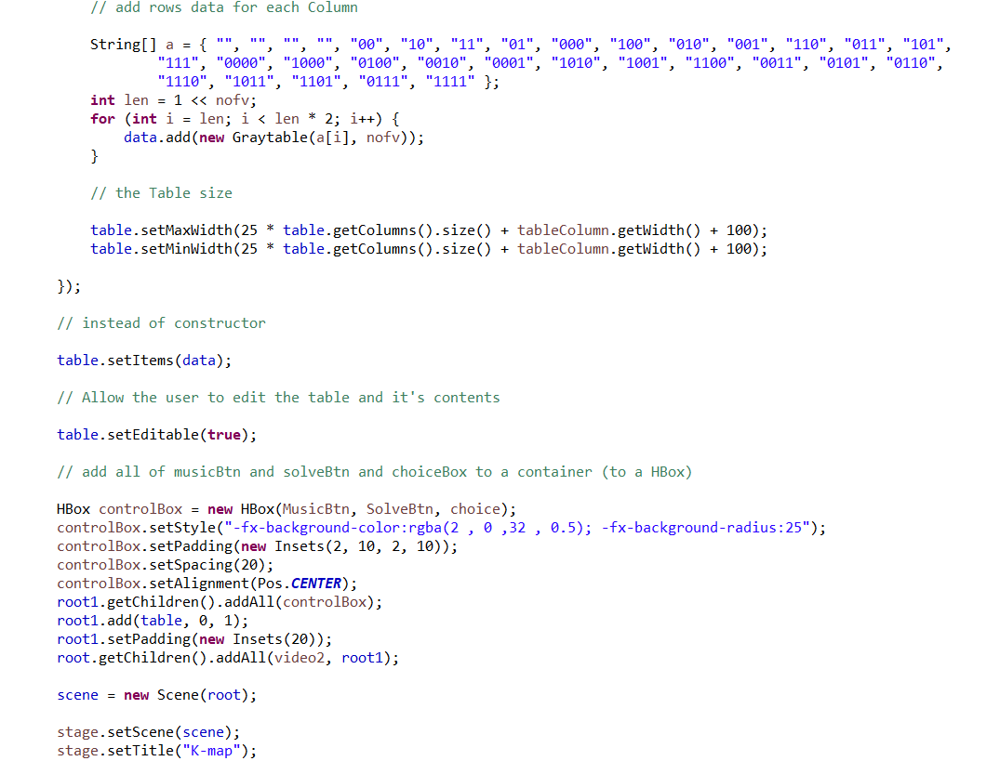 // add rows data for each Column
String[] a = { "", "", "", "", "00", "10", "11", "01", "000", "100", "010", "001", "110", "011", "101",
"111", "0000", "1000", "0100", "0010", "0001", "1010", "1001", "1100", "0011", "0101", "0110",
"1110", "1011", "1101", "0111", "1111" };
int len = 1 << nofv;
for (int i = len; i < len * 2; i++) {
data.add(new Graytable(a[i], nofv));
}
// the Table size
table.setMaxWidth(25 * table.getColumns().size() + tableColumn.getWidth() + 100);
table.setMinWidth(25 * table.getColumns().size() + tableColumn.getWidth() + 100);
});
// instead of constructor
table.setItems(data);
// Allow the user to edit the table and it's contents
table.setEditable(true);
// add all of musicBtn and solveBtn and choiceBox to a container (to a HBox)
HBox controlBox = new HBox(MusicBtn, SolveBtn, choice);
controlBox.setStyle("-fx-background-color:rgba(2 , 0 ,32 , 0.5); -fx-background-radius:25");
controlBox.setPadding(new Insets(2, 10, 2, 10));
controlBox.setSpacing(20);
controlBox.setAlignment(Pos.CENTER);
root1.getChildren().addAll(controlBox);
root1.add(table, 0, 1);
root1.setPadding(new Insets(20));
root.getChildren().addAll(video2, root1);
scene = new Scene(root);
stage.setScene(scene);
stage.setTitle("K-map");